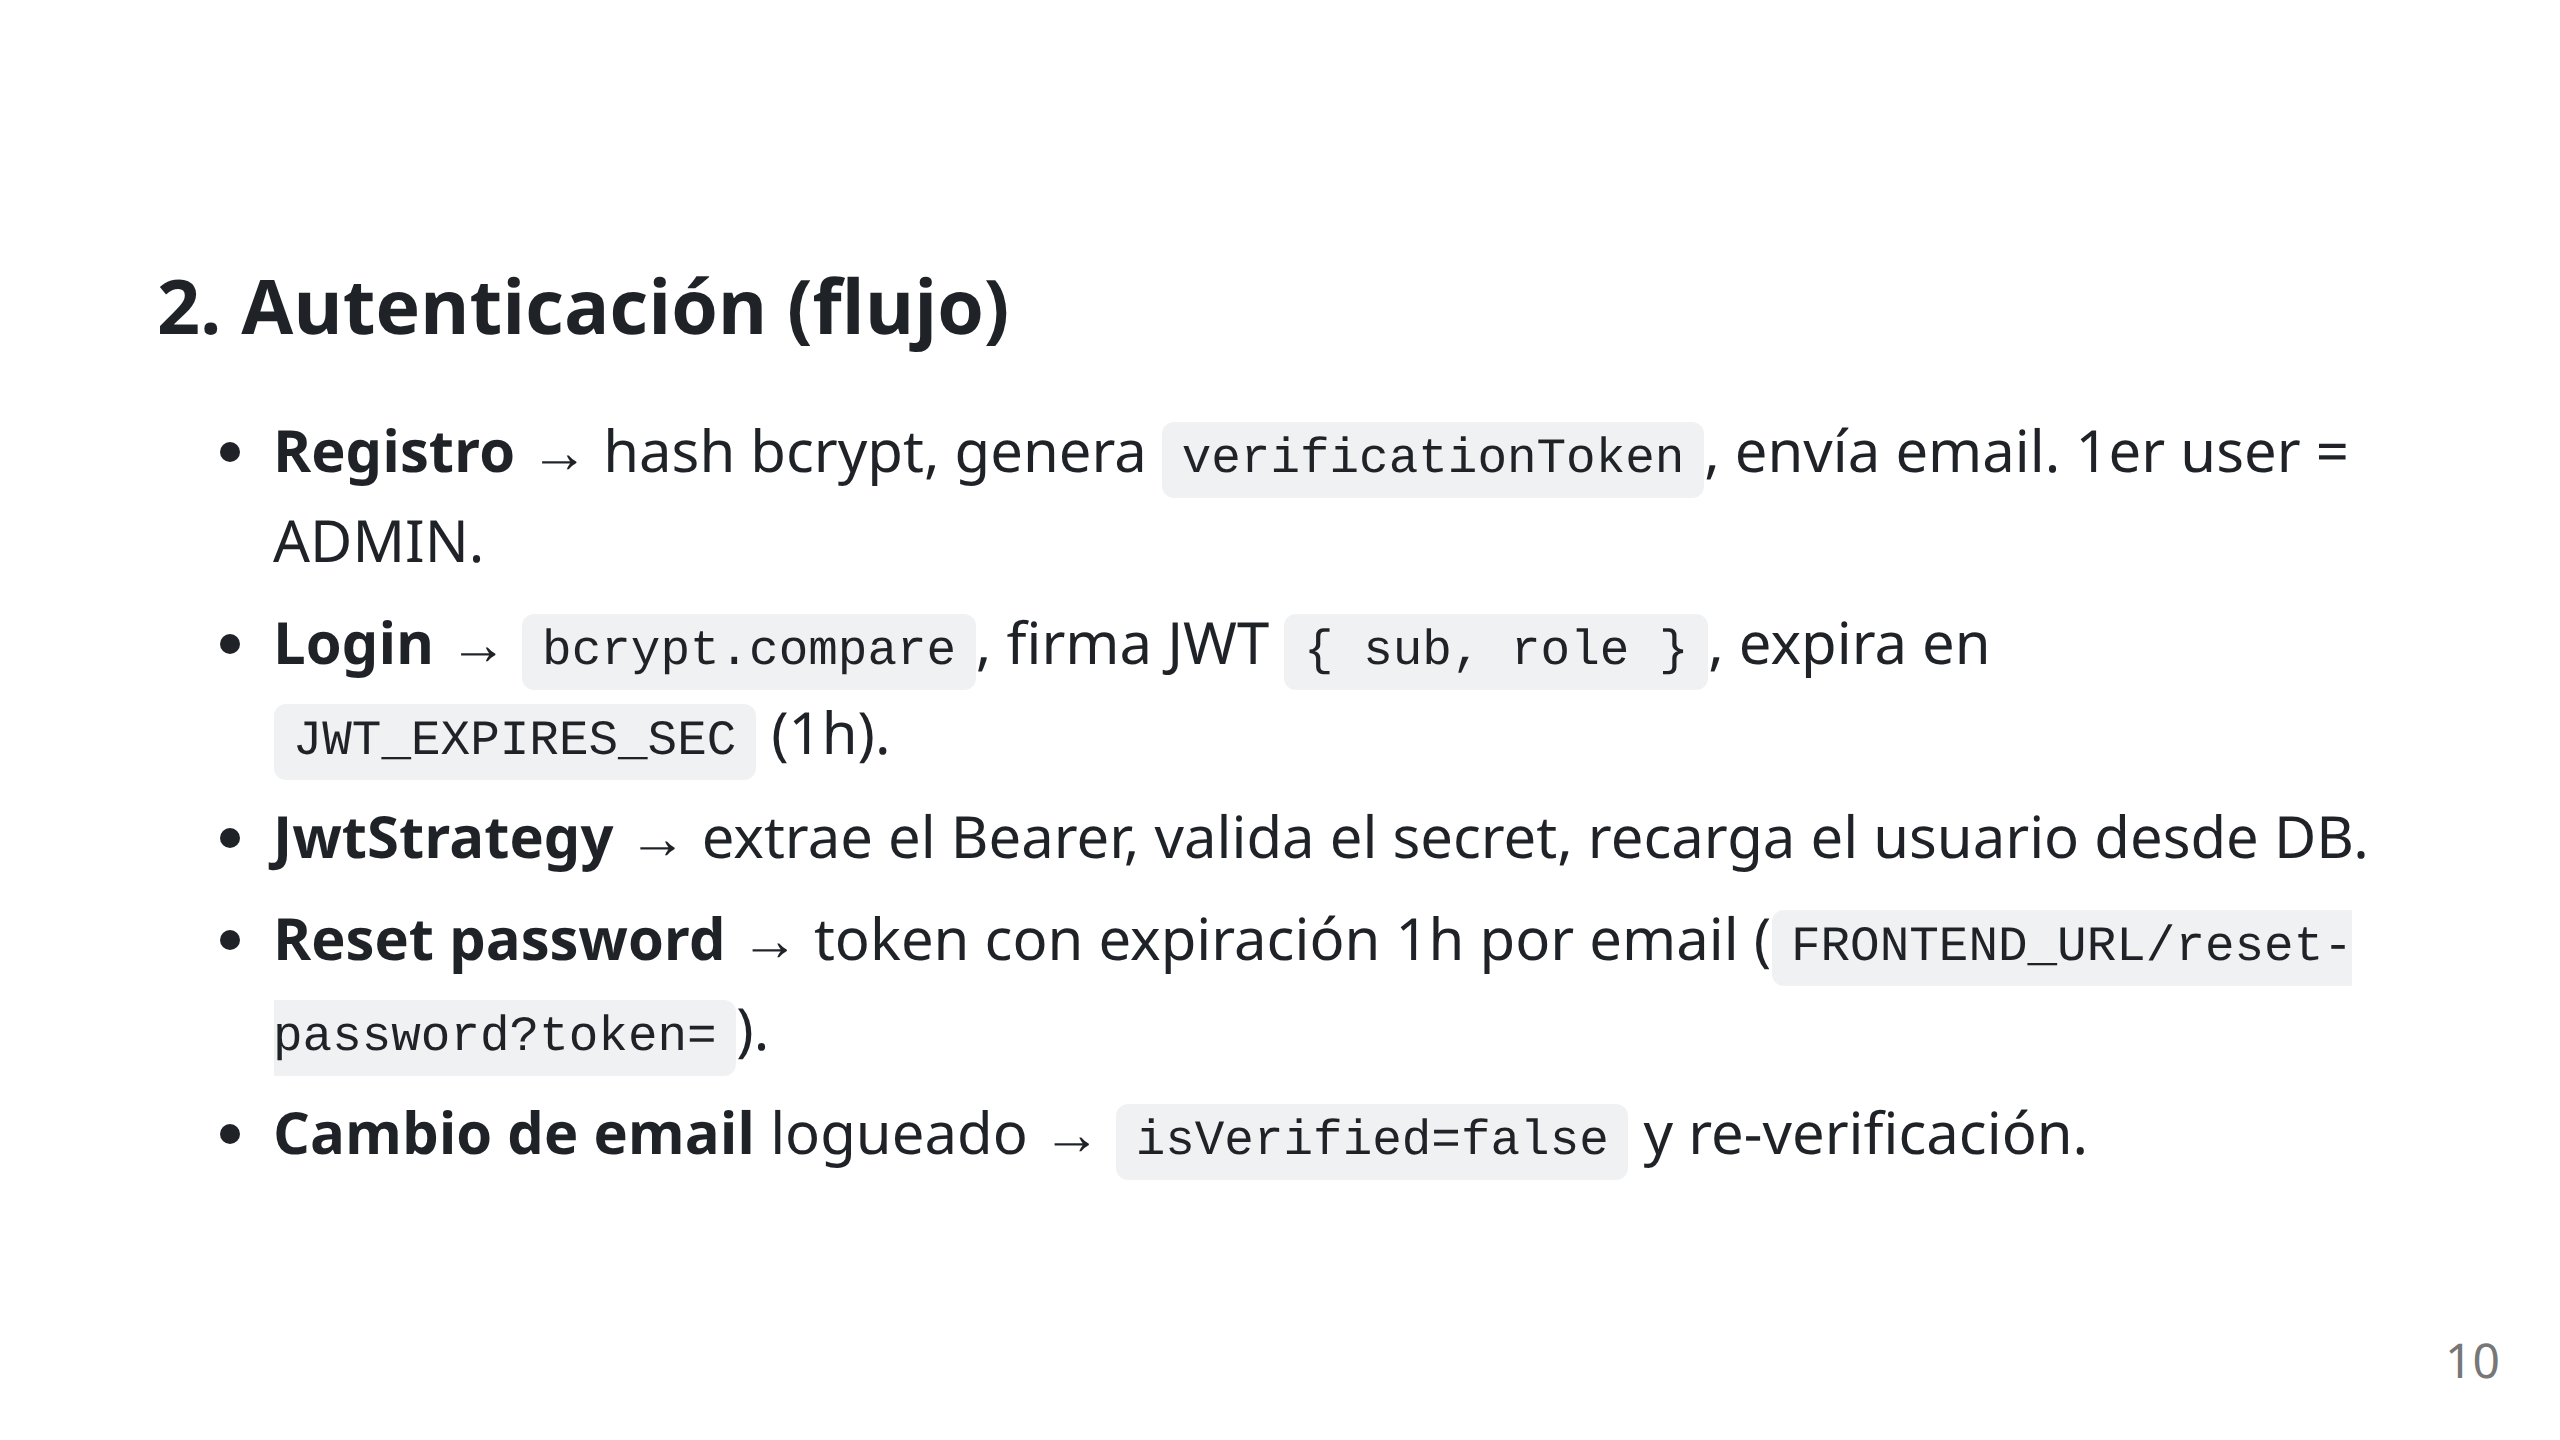 2. Autenticación (flujo)
• Registro → hash bcrypt, genera verificationToken, envía email. 1er user =
ADMIN.
• Login → bcrypt.compare, firma JWT { sub, role }, expira en
JWT_EXPIRES_SEC (1h).
• JwtStrategy → extrae el Bearer, valida el secret, recarga el usuario desde DB.
• Reset password → token con expiración 1h por email (FRONTEND_URL/reset-
password?token=).
• Cambio de email logueado → isVerified=false y re-verificación.
10